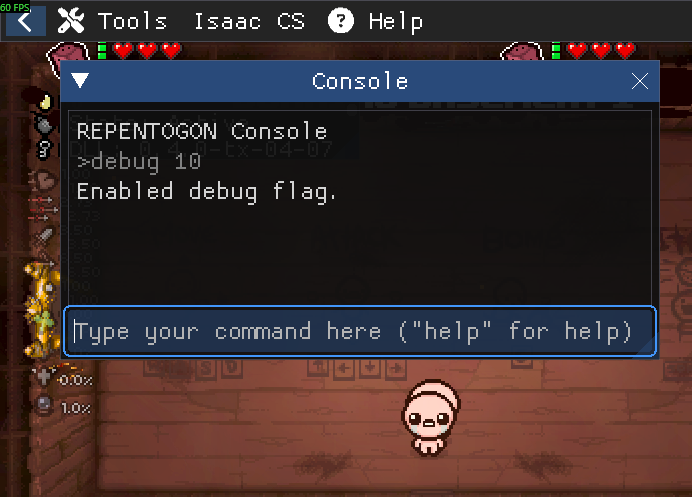 60 FPS
Tools Isaac CS ? Help
Console
REPENTOGON Console
>debug 10
Enabled debug flag.
Type your command here ("help" for help)
-0.0%
1.0%